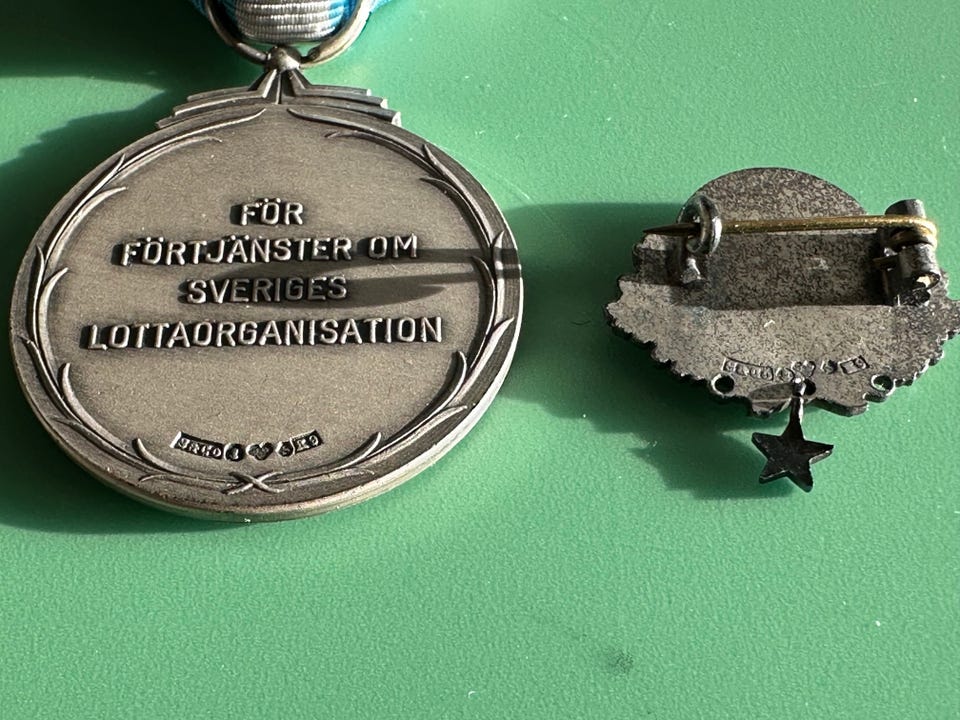 FÖR
FÖRTJÄNSTER OM
SVERIGES
LOTTAORGANISATION